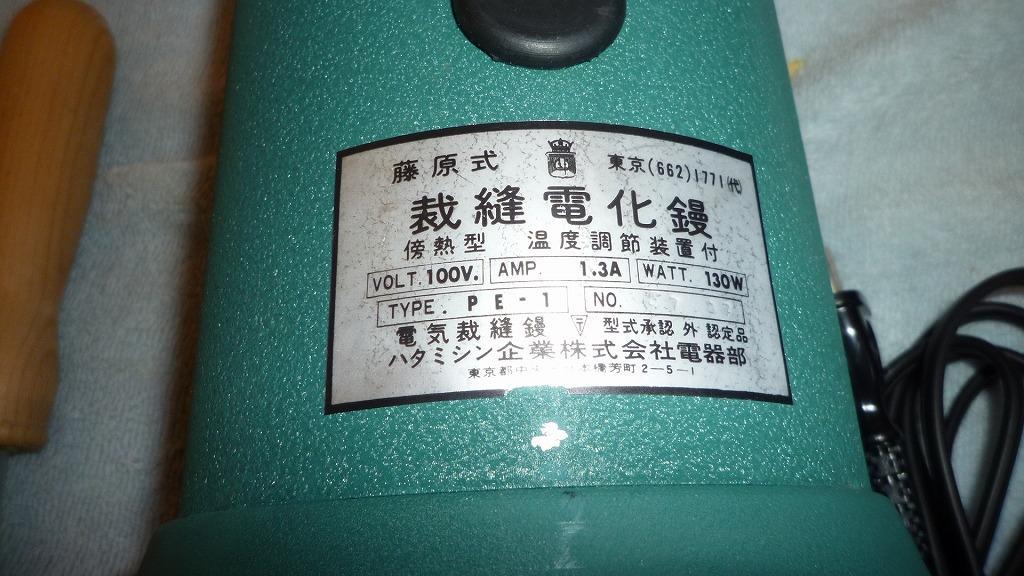 藤原式 東京(662)1771(代)
裁縫電化鏝
傍熱型 温度調節装置付
VOLT. 100V. AMP. 1.3A WATT. 130W
TYPE. PE-1 NO.
電気裁縫鏝 〒 型式承認外認定品
ハタミシン企業株式会社電器部
東京都中 橋芳町2-5-1